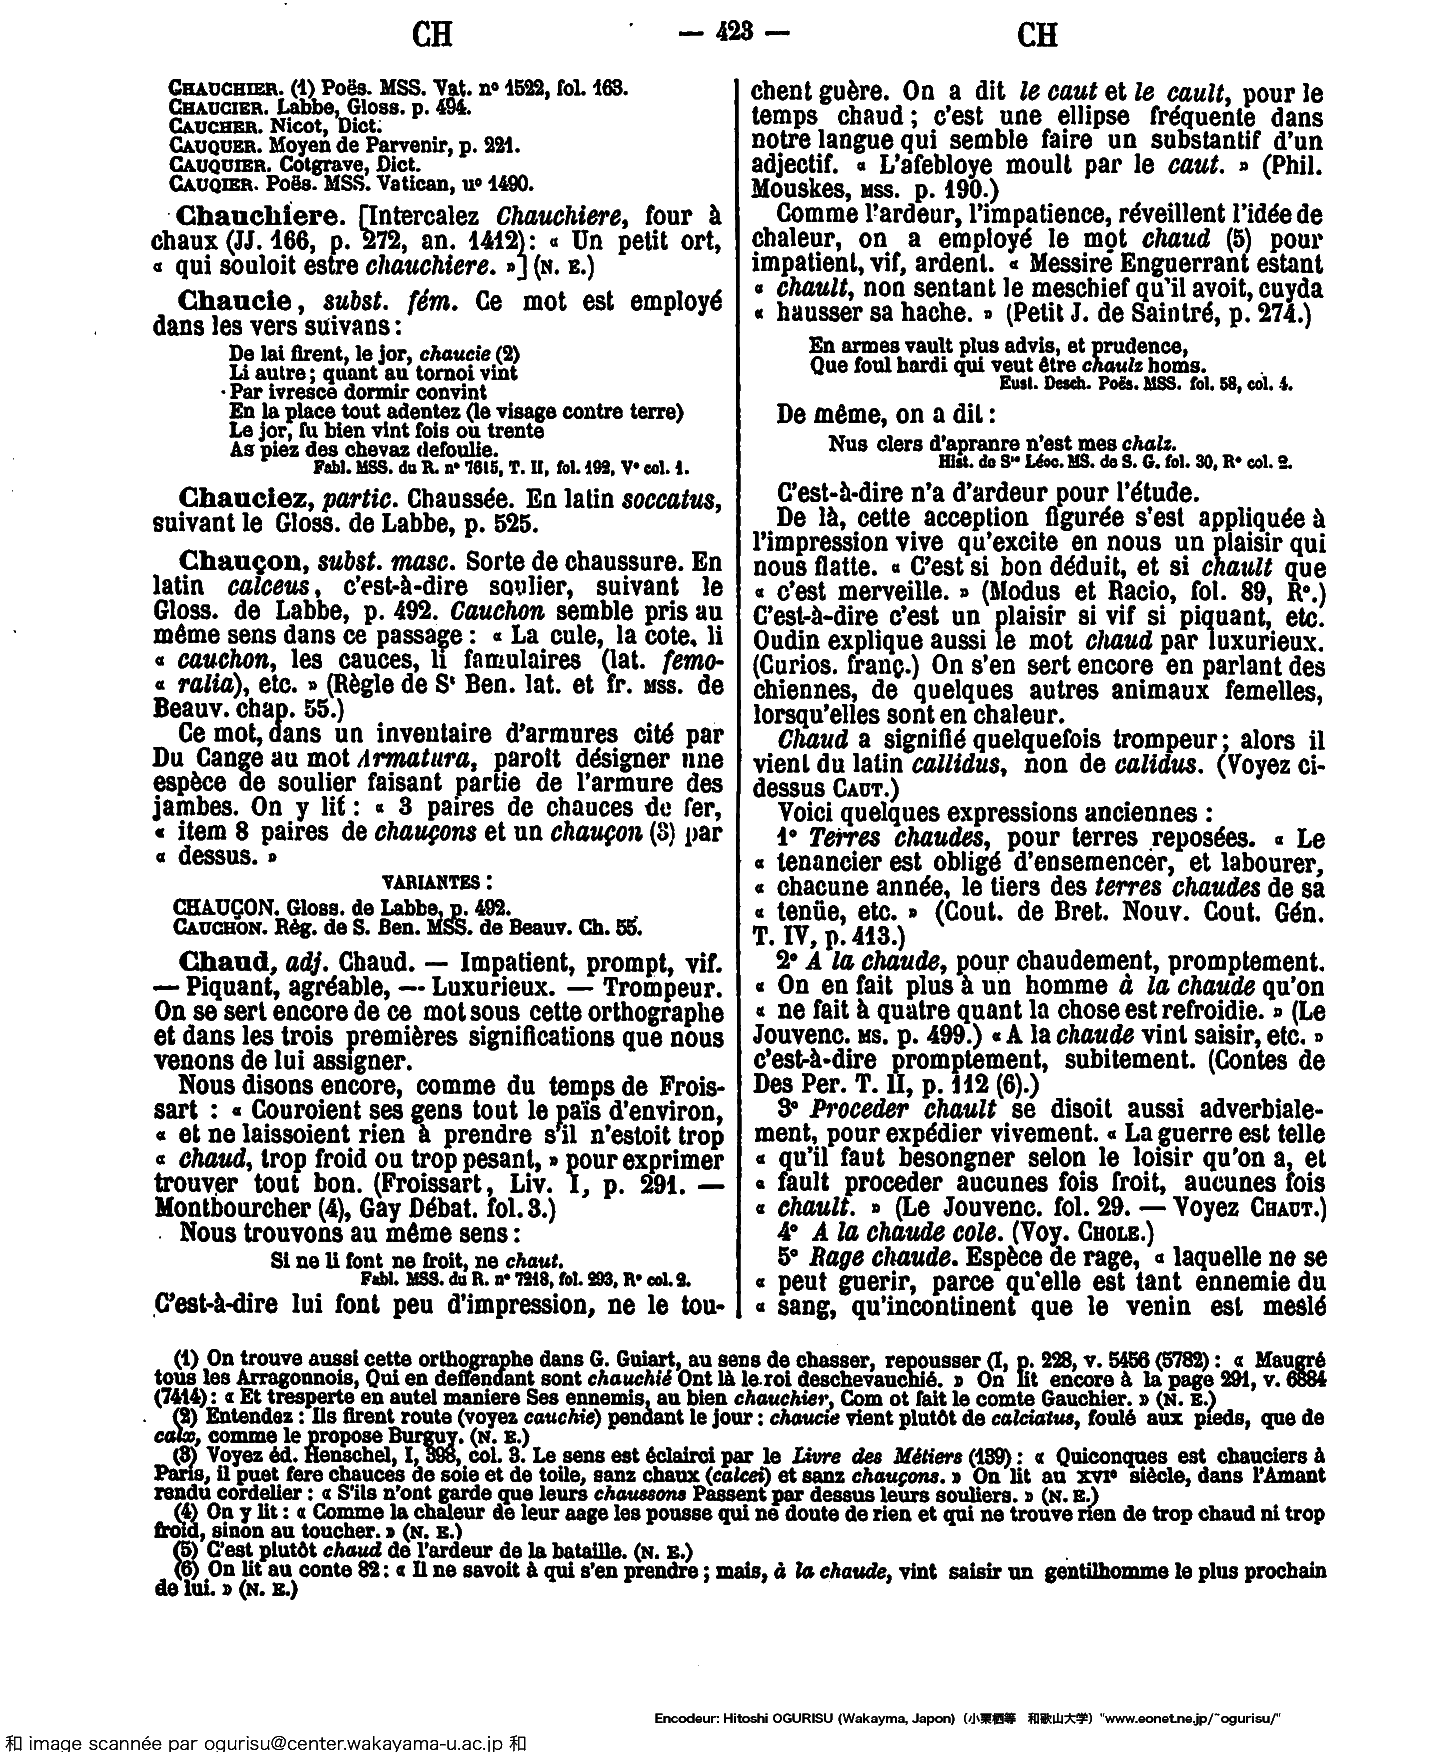 CH — 423 — CH
CHAUCHIER. (1) Poës. MSS. Vat. nº 1522, fol. 163.
CHAUCIER. Labbe, Gloss. p. 494.
CAUCHER. Nicot, Dict.
CAUQUER. Moyen de Parvenir, p. 221.
CAUQUIER. Cotgrave, Dict.
CAUQIER. Poës. MSS. Vatican, nº 1490.
Chauchiere. [Intercalez Chauchiere, four à
chaux (JJ. 166, p. 272, an. 1412) : « Un petit ort,
« qui souloit estre chauchiere. »] (N. E.)
Chaucie, subst. fém. Ce mot est employé
dans les vers suivans :
De lai firent, le jor, chaucie (2)
Li autre ; quant au tornoi vint
Par ivresce dormir convint
En la place tout adentez (le visage contre terre)
Le jor, fu bien vint fois ou trente
As piez des chevaz defoulie.
Fabl. MSS. du R. nº 7615, T. II, fol. 192, Vº col. 1.
Chauciez, partic. Chaussée. En latin soccatus,
suivant le Gloss. de Labbe, p. 525.
Chauçon, subst. masc. Sorte de chaussure. En
latin calceus, c'est-à-dire soulier, suivant le
Gloss. de Labbe, p. 492. Cauchon semble pris au
même sens dans ce passage : « La cule, la cote, li
« cauchon, les cauces, li famulaires (lat. femo-
« ralia), etc. » (Règle de St Ben. lat. et fr. MSS. de
Beauv. chap. 55.)
Ce mot, dans un inventaire d'armures cité par
Du Cange au mot Armatura, paroit désigner une
espèce de soulier faisant partie de l'armure des
jambes. On y lit : « 3 paires de chauces de fer,
« item 8 paires de chauçons et un chauçon (3) par
« dessus. »
VARIANTES :
CHAUÇON. Gloss. de Labbe, p. 492.
CAUCHON. Règ. de S. Ben. MSS. de Beauv. Ch. 55.
Chaud, adj. Chaud. — Impatient, prompt, vif.
— Piquant, agréable, — Luxurieux. — Trompeur.
On se sert encore de ce mot sous cette orthographe
et dans les trois premières significations que nous
venons de lui assigner.
Nous disons encore, comme du temps de Frois-
sart : « Couroient ses gens tout le païs d'environ,
« et ne laissoient rien à prendre s'il n'estoit trop
« chaud, trop froid ou trop pesant, » pour exprimer
trouver tout bon. (Froissart, Liv. I, p. 291. —
Montbourcher (4), Gay Débat. fol. 3.)
Nous trouvons au même sens :
Si ne li font ne froit, ne chaut.
Fabl. MSS. du R. nº 7218, fol. 293, Rº col. 2.
C'est-à-dire lui font peu d'impression, ne le tou-
chent guère. On a dit le caut et le cault, pour le
temps chaud ; c'est une ellipse fréquente dans
notre langue qui semble faire un substantif d'un
adjectif. « L'afebloye moult par le caut. » (Phil.
Mouskes, MSS. p. 190.)
Comme l'ardeur, l'impatience, réveillent l'idée de
chaleur, on a employé le mot chaud (5) pour
impatient, vif, ardent. « Messire Enguerrant estant
« chault, non sentant le meschief qu'il avoit, cuyda
« hausser sa hache. » (Petit J. de Saintré, p. 274.)
En armes vault plus advis, et prudence,
Que foul hardi qui veut être chaulz homs.
Eust. Desch. Poës. MSS. fol. 58, col. 4.
De même, on a dit :
Nus clers d'apranre n'est mes chalz.
Hist. de Ste Léoc. MS. de S. G. fol. 30, Rº col. 2.
C'est-à-dire n'a d'ardeur pour l'étude.
De là, cette acception figurée s'est appliquée à
l'impression vive qu'excite en nous un plaisir qui
nous flatte. « C'est si bon déduit, et si chault que
« c'est merveille. » (Modus et Racio, fol. 89, Rº.)
C'est-à-dire c'est un plaisir si vif si piquant, etc.
Oudin explique aussi le mot chaud par luxurieux.
(Curios. franç.) On s'en sert encore en parlant des
chiennes, de quelques autres animaux femelles,
lorsqu'elles sont en chaleur.
Chaud a signifié quelquefois trompeur ; alors il
vient du latin callidus, non de calidus. (Voyez ci-
dessus CAUT.)
Voici quelques expressions anciennes :
1º Terres chaudes, pour terres reposées. « Le
« tenancier est obligé d'ensemencer, et labourer,
« chacune année, le tiers des terres chaudes de sa
« tenüe, etc. » (Cout. de Bret. Nouv. Cout. Gén.
T. IV, p. 413.)
2º A la chaude, pour chaudement, promptement.
« On en fait plus à un homme à la chaude qu'on
« ne fait à quatre quant la chose est refroidie. » (Le
Jouvenc. MS. p. 499.) « A la chaude vint saisir, etc. »
c'est-à-dire promptement, subitement. (Contes de
Des Per. T. II, p. 112 (6).)
3º Proceder chault se disoit aussi adverbiale-
ment, pour expédier vivement. « La guerre est telle
« qu'il faut besongner selon le loisir qu'on a, et
« fault proceder aucunes fois froit, aucunes fois
« chault. » (Le Jouvenc. fol. 29. — Voyez CHAUT.)
4º A la chaude cole. (Voy. CHOLE.)
5º Rage chaude. Espèce de rage, « laquelle ne se
« peut guerir, parce qu'elle est tant ennemie du
« sang, qu'incontinent que le venin est meslé
(1) On trouve aussi cette orthographe dans G. Guiart, au sens de chasser, repousser (I, p. 228, v. 5456 (5782) : « Maugré
tous les Arragonnois, Qui en deffendant sont chauchié Ont là le roi deschevauchié. » On lit encore à la page 291, v. 6884
(7414) : « Et tresperte en autel maniere Ses ennemis, au bien chauchier, Com ot fait le comte Gauchier. » (N. E.)
(2) Entendez : Ils firent route (voyez cauchie) pendant le jour : chaucie vient plutôt de calciatus, foulé aux pieds, que de
calx, comme le propose Burguy. (N. E.)
(3) Voyez éd. Henschel, I, 398, col. 3. Le sens est éclairci par le Livre des Métiers (139) : « Quiconques est chauciers à
Paris, il puet fere chauces de soie et de toile, sanz chaux (calcei) et sanz chauçons. » On lit au XVIe siècle, dans l'Amant
rendu cordelier : « S'ils n'ont garde que leurs chaussons Passent par dessus leurs souliers. » (N. E.)
(4) On y lit : « Comme la chaleur de leur aage les pousse qui ne doute de rien et qui ne trouve rien de trop chaud ni trop
froid, sinon au toucher. » (N. E.)
(5) C'est plutôt chaud de l'ardeur de la bataille. (N. E.)
(6) On lit au conte 82 : « Il ne savoit à qui s'en prendre ; mais, à la chaude, vint saisir un gentilhomme le plus prochain
de lui. » (N. E.)
Encodeur: Hitoshi OGURISU (Wakayma, Japon) (小栗栖等 和歌山大学) "www.eonet.ne.jp/~ogurisu/"
和 image scannée par ogurisu@center.wakayama-u.ac.jp 和